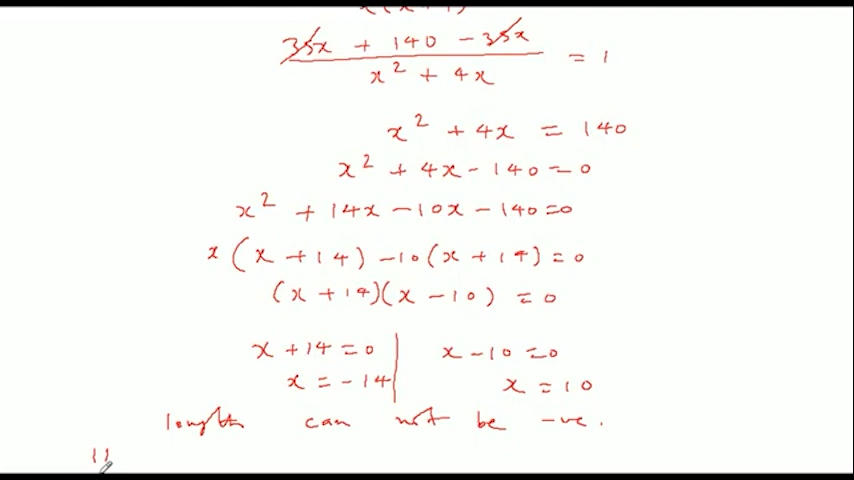 35x + 140 - 35x
= 1
x² + 4x
x² + 4x = 140
x² + 4x - 140 = 0
x² + 14x - 10x - 140 = 0
x (x + 14) - 10 (x + 14) = 0
(x + 14)(x - 10) = 0
x + 14 = 0 | x - 10 = 0
x = -14 | x = 10
length can not be -ve.